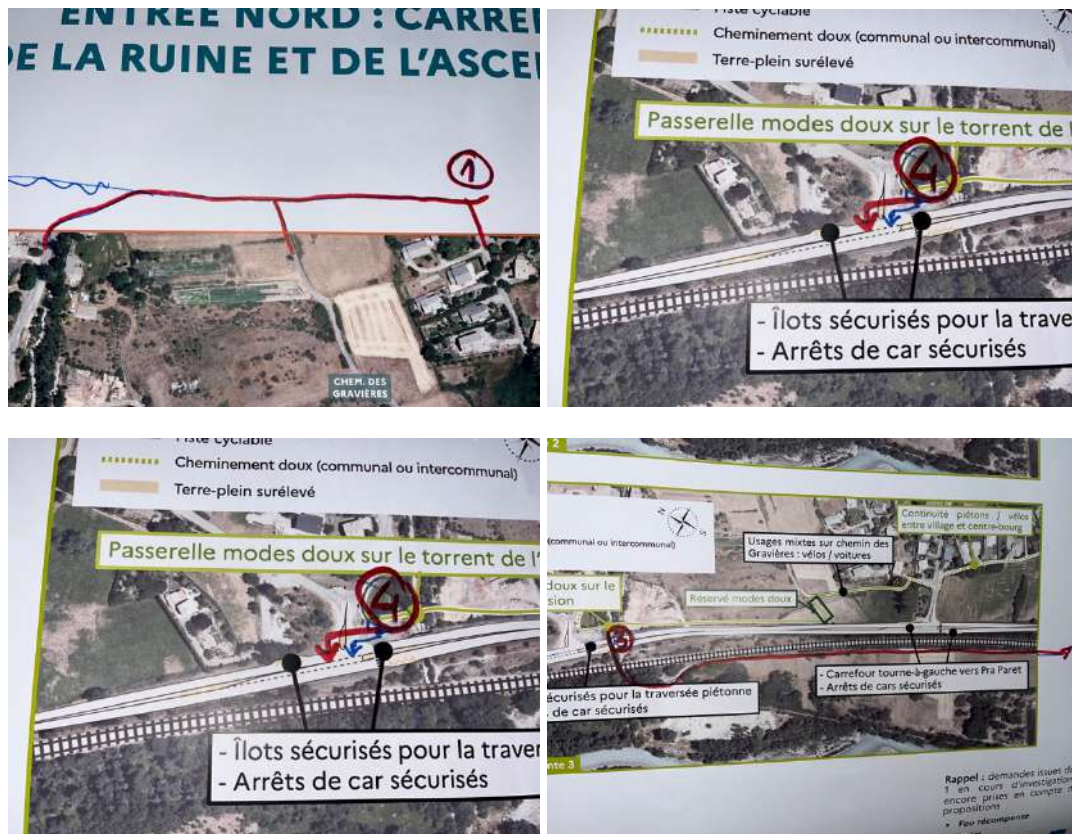 ENTRÉE NORD : CARRE
DE LA RUINE ET DE L'ASCE
1
CHEM. DES
GRAVIÈRES
Piste cyclable
Cheminement doux (communal ou intercommunal)
Terre-plein surélevé
Passerelle modes doux sur le torrent de l
4
- Îlots sécurisés pour la trave
- Arrêts de car sécurisés
Piste cyclable
Cheminement doux (communal ou intercommunal)
Terre-plein surélevé
Passerelle modes doux sur le torrent de l'
4
- Îlots sécurisés pour la traver
- Arrêts de car sécurisés
2
N
S
(communal ou intercommunal)
Continuité piétons / vélos
entre village et centre-bourg
Usages mixtes sur chemin des
Gravières : vélos / voitures
doux sur le
sion
Réservé modes doux
- Carrefour tourne-à-gauche vers Pra Paret
- Arrêts de cars sécurisés
écurisés pour la traversée piétonne
de car sécurisés
nte 3
Rappel : demandes issues d
1 en cours d'investigation
encore prises en compte d
propositions
• Feu récompense